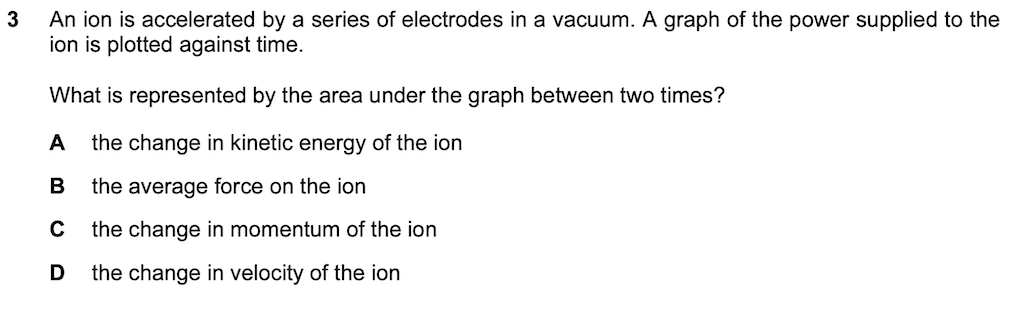 3 An ion is accelerated by a series of electrodes in a vacuum. A graph of the power supplied to the
ion is plotted against time.
What is represented by the area under the graph between two times?
A the change in kinetic energy of the ion
B the average force on the ion
C the change in momentum of the ion
D the change in velocity of the ion